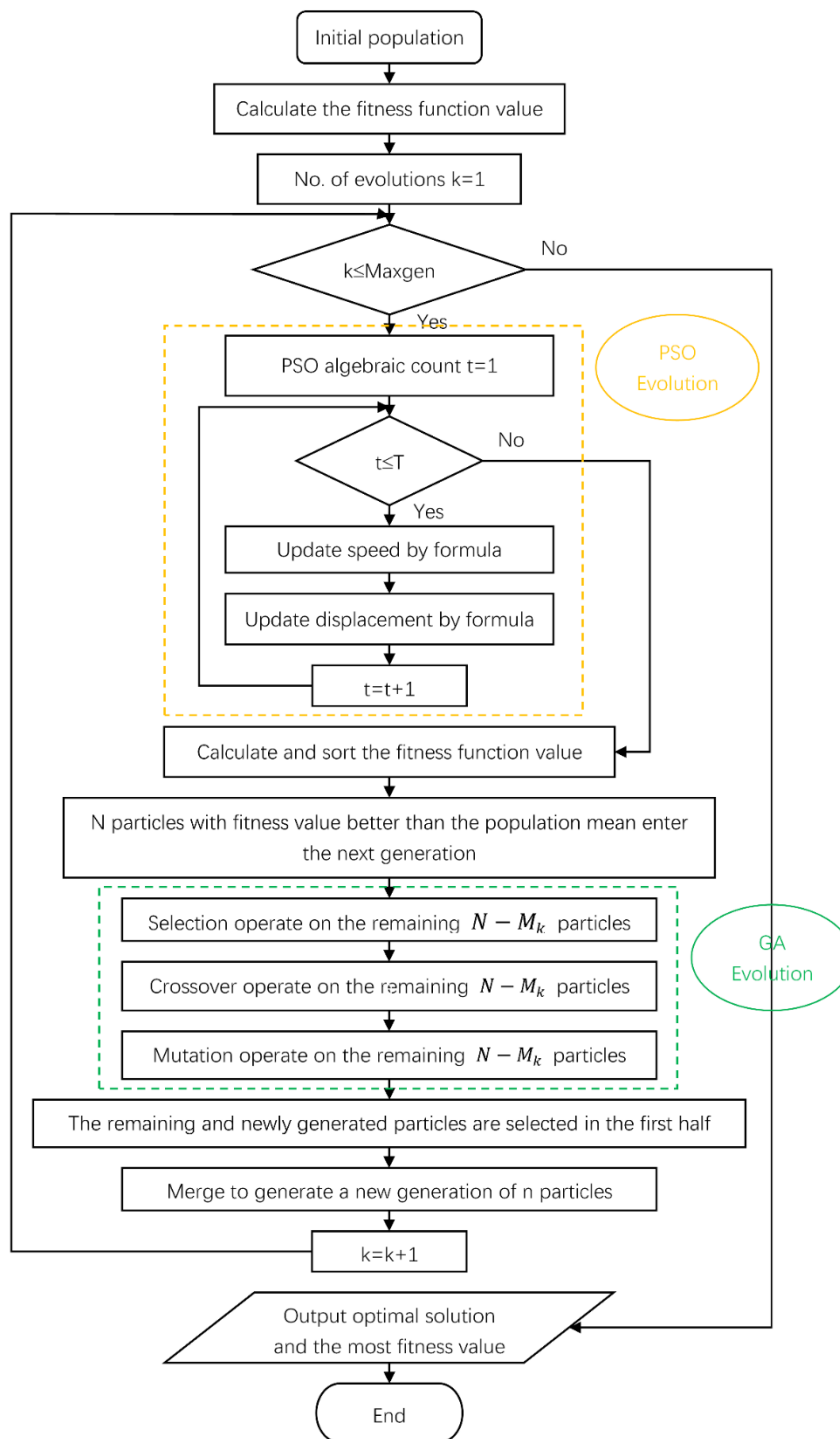 Initial population
Calculate the fitness function value
No. of evolutions k=1
No
k≤Maxgen
Yes
PSO algebraic count t=1
PSO
Evolution
No
t≤T
Yes
Update speed by formula
Update displacement by formula
t=t+1
Calculate and sort the fitness function value
N particles with fitness value better than the population mean enter
the next generation
Selection operate on the remaining N − Mₖ particles
GA
Evolution
Crossover operate on the remaining N − Mₖ particles
Mutation operate on the remaining N − Mₖ particles
The remaining and newly generated particles are selected in the first half
Merge to generate a new generation of n particles
k=k+1
Output optimal solution
and the most fitness value
End